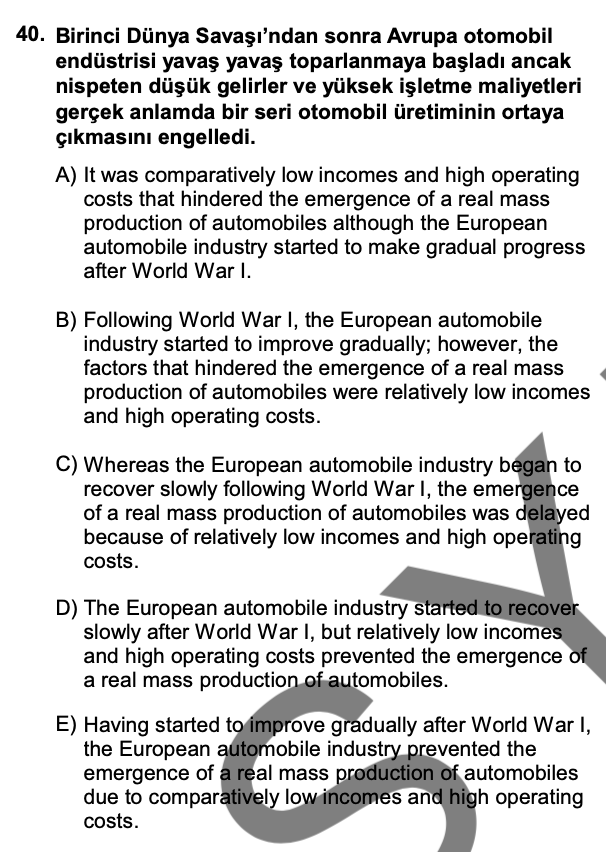 40. Birinci Dünya Savaşı'ndan sonra Avrupa otomobil
endüstrisi yavaş yavaş toparlanmaya başladı ancak
nispeten düşük gelirler ve yüksek işletme maliyetleri
gerçek anlamda bir seri otomobil üretiminin ortaya
çıkmasını engelledi.
A) It was comparatively low incomes and high operating
costs that hindered the emergence of a real mass
production of automobiles although the European
automobile industry started to make gradual progress
after World War I.
B) Following World War I, the European automobile
industry started to improve gradually; however, the
factors that hindered the emergence of a real mass
production of automobiles were relatively low incomes
and high operating costs.
C) Whereas the European automobile industry began to
recover slowly following World War I, the emergence
of a real mass production of automobiles was delayed
because of relatively low incomes and high operating
costs.
D) The European automobile industry started to recover
slowly after World War I, but relatively low incomes
and high operating costs prevented the emergence of
a real mass production of automobiles.
E) Having started to improve gradually after World War I,
the European automobile industry prevented the
emergence of a real mass production of automobiles
due to comparatively low incomes and high operating
costs.